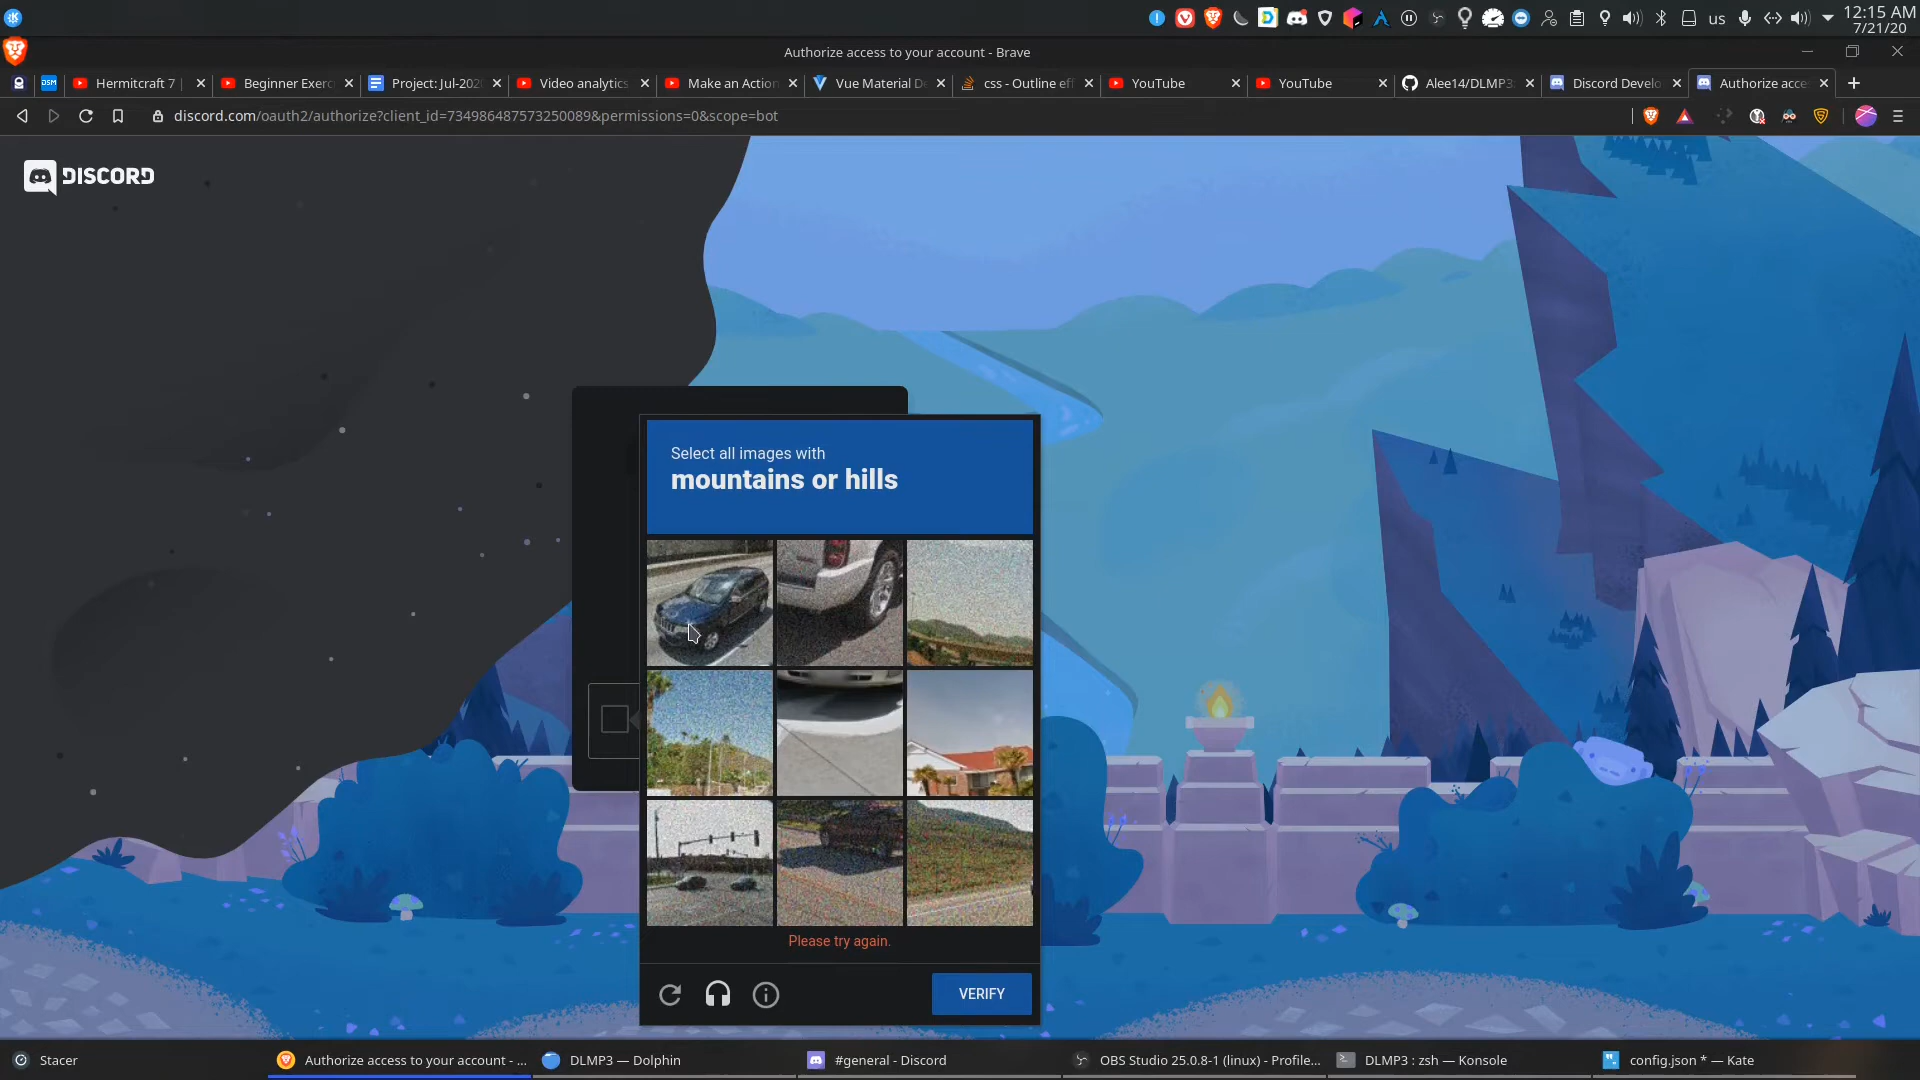 12:15 AM
7/21/20
Authorize access to your account - Brave
DSM
Hermitcraft 7
Beginner Exerc
Project: Jul-202
Video analytics
Make an Action
Vue Material De
css - Outline eff
YouTube
YouTube
Alee14/DLMP3:
Discord Develo
Authorize acce
us
discord.com/oauth2/authorize?client_id=734986487573250089&permissions=0&scope=bot
DISCORD
Select all images with
mountains or hills
Please try again.
VERIFY
Stacer
Authorize access to your account - ...
DLMP3 — Dolphin
#general - Discord
OBS Studio 25.0.8-1 (linux) - Profile...
DLMP3 : zsh — Konsole
config.json * — Kate